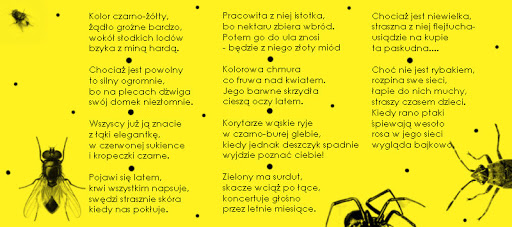 Kolor czarno-żółty,
żądło groźne bardzo,
wokół słodkich lodów
bzyka z miną hardą.
Chociaż jest powolny
to silny ogromnie,
bo na plecach dźwiga
swój domek niezłomnie.
Wszyscy już ją znacie
z łąki elegantkę,
w czerwonej sukience
i kropeczki czarne.
Pojawi się latem,
krwi wszystkim napsuje,
swędzi strasznie skóra
kiedy nas pokłuje.
Pracowita z niej istotka,
bo nektaru zbiera wbród.
Potem go do ula znosi
- będzie z niego złoty miód
Kolorowa chmura
co fruwa nad kwiatem.
Jego barwne skrzydła
cieszą oczy latem.
Korytarze wąskie ryje
w czarno-burej glebie,
kiedy jednak deszczyk spadnie
wyjdzie poznać ciebie!
Zielony ma surdut,
skacze wciąż po łące,
koncertuje głośno
przez letnie miesiące.
Chociaż jest niewielka,
straszna z niej flejtucha-
usiądzie na kupie
ta paskudna....
Choć nie jest rybakiem,
rozpina swe sieci,
łapie do nich muchy,
straszy czasem dzieci.
Kiedy rano ptaki
śpiewają wesoło
rosa w jego sieci
wygląda bajkowo.